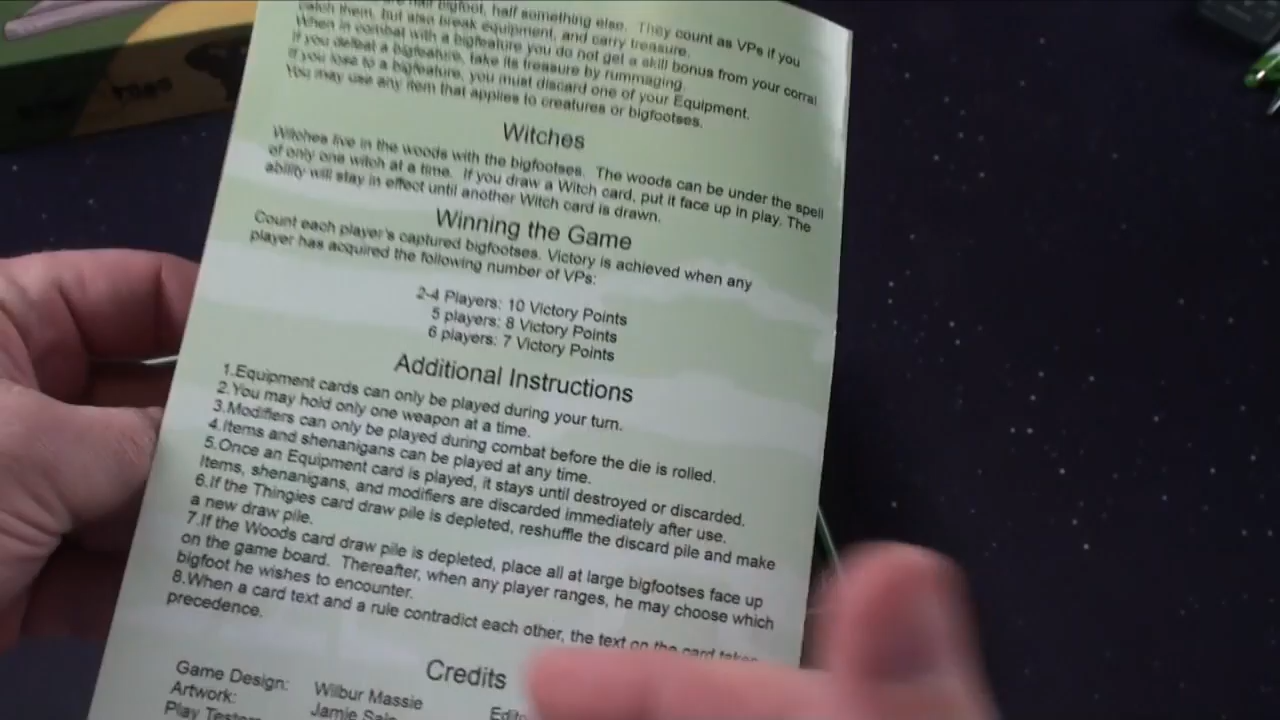 half bigfoot, half something else. They count as VPs if you
catch them, but also break equipment, and carry treasure.
When in combat with a bigfeature you do not get a skill bonus from your corral
If you defeat a bigfeature, take its treasure by rummaging.
If you lose to a bigfeature, you must discard one of your Equipment.
You may use any item that applies to creatures or bigfootses.
Witches
Witches live in the woods with the bigfootses. The woods can be under the spell
of only one witch at a time. If you draw a Witch card, put it face up in play. The
ability will stay in effect until another Witch card is drawn.
Winning the Game
Count each player's captured bigfootses. Victory is achieved when any
player has acquired the following number of VPs:
2-4 Players: 10 Victory Points
5 players: 8 Victory Points
6 players: 7 Victory Points
Additional Instructions
1.Equipment cards can only be played during your turn.
2.You may hold only one weapon at a time.
3.Modifiers can only be played during combat before the die is rolled.
4.Items and shenanigans can be played at any time.
5.Once an Equipment card is played, it stays until destroyed or discarded.
Items, shenanigans, and modifiers are discarded immediately after use.
6.If the Thingies card draw pile is depleted, reshuffle the discard pile and make
a new draw pile.
7.If the Woods card draw pile is depleted, place all at large bigfootses face up
on the game board. Thereafter, when any player ranges, he may choose which
bigfoot he wishes to encounter.
8.When a card text and a rule contradict each other, the text on the card takes
precedence.
Credits
Game Design: Wilbur Massie
Artwork: Jamie
Play